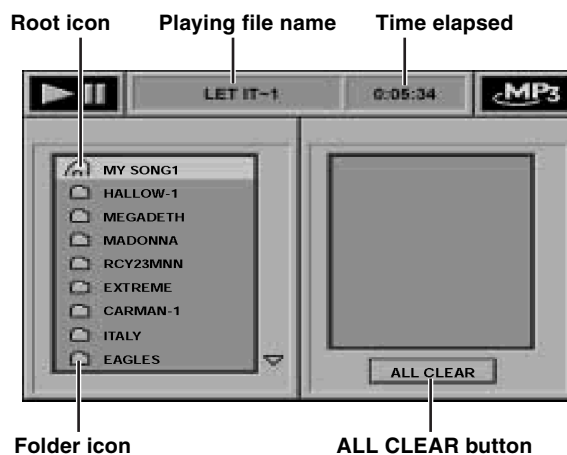 Root icon Playing file name Time elapsed
LET IT-1 0:05:34 MP3
MY SONG1
HALLOW-1
MEGADETH
MADONNA
RCY23MNN
EXTREME
CARMAN-1
ITALY
EAGLES
ALL CLEAR
Folder icon ALL CLEAR button